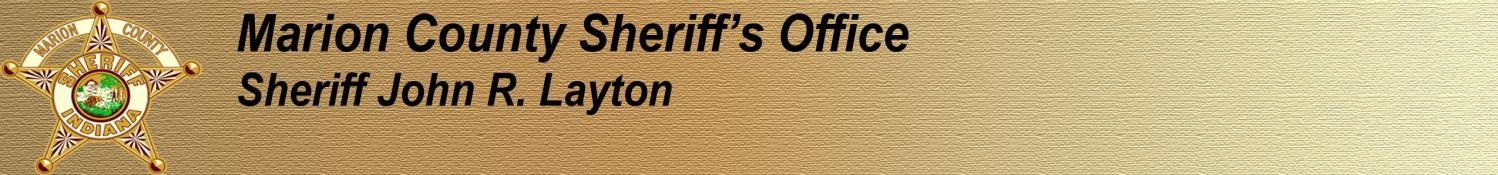 Marion County Sheriff's Office
Sheriff John R. Layton
MARION COUNTY
SHERIFF
INDIANA